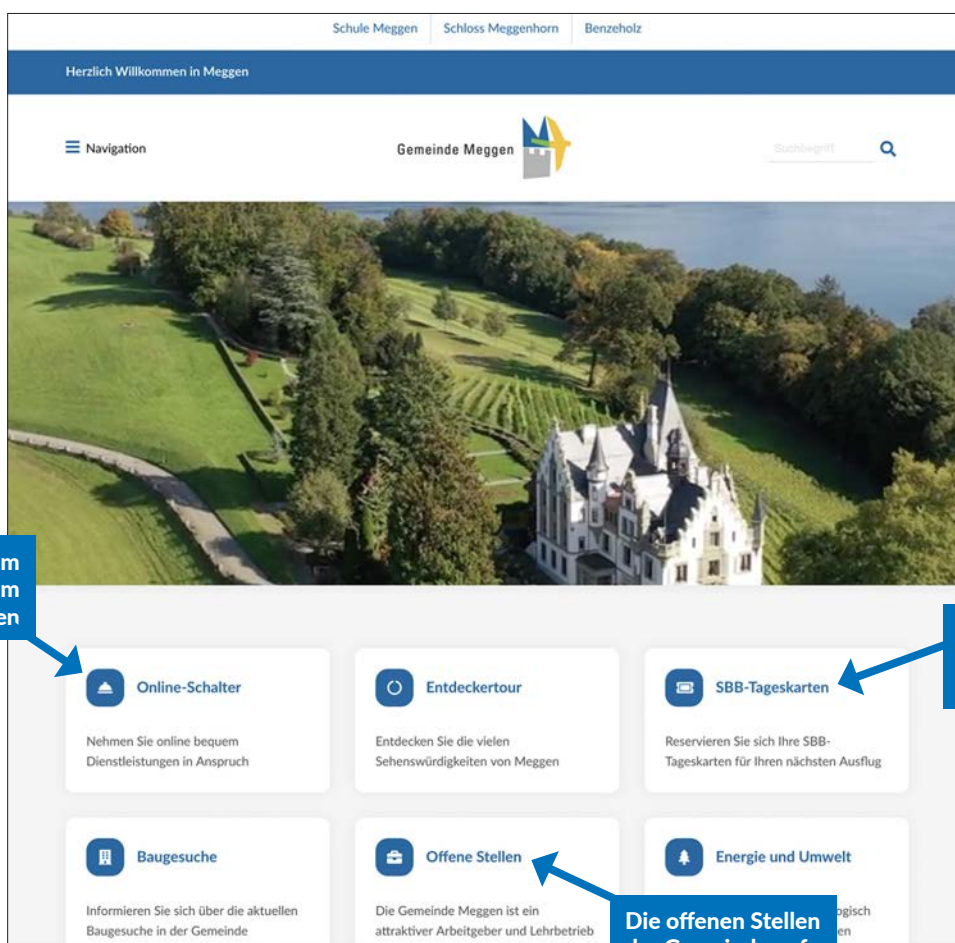 Schule Meggen
Schloss Meggenhorn
Benzeholz
Herzlich Willkommen in Meggen
Navigation
Gemeinde Meggen
Suchbegriff
Online-Schalter
Nehmen Sie online bequem
Dienstleistungen in Anspruch
Entdeckertour
Entdecken Sie die vielen
Sehenswürdigkeiten von Meggen
SBB-Tageskarten
Reservieren Sie sich Ihre SBB-
Tageskarten für Ihren nächsten Ausflug
Baugesuche
Informieren Sie sich über die aktuellen
Baugesuche in der Gemeinde
Offene Stellen
Die Gemeinde Meggen ist ein
attraktiver Arbeitgeber und Lehrbetrieb
Energie und Umwelt
Die offenen Stellen